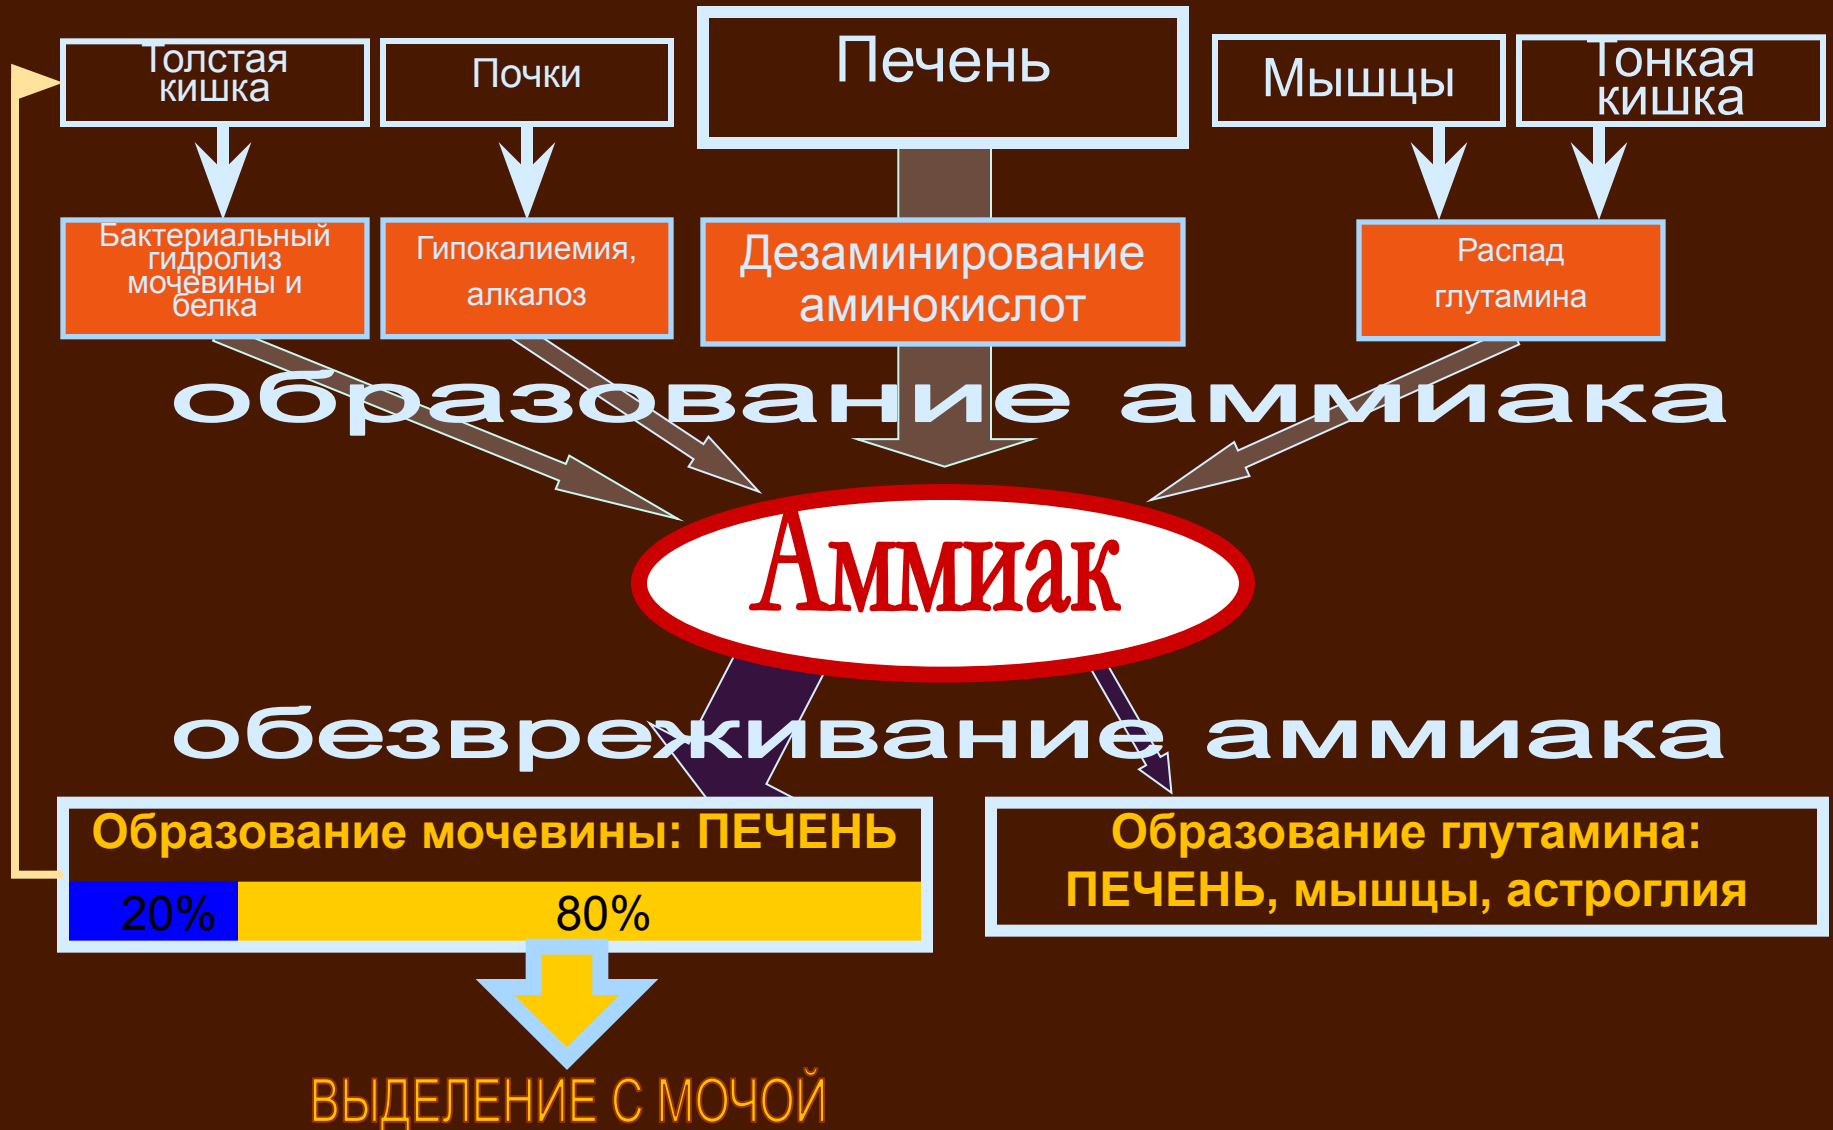 Толстая
кишка
Почки
Печень
Мышцы
Тонкая
кишка
Бактериальный
гидролиз
мочевины и
белка
Гипокалиемия,
алкалоз
Дезаминирование
аминокислот
Распад
глутамина
образование аммиака
Аммиак
обезвреживание аммиака
Образование мочевины: ПЕЧЕНЬ
20%
80%
Образование глутамина:
ПЕЧЕНЬ, мышцы, астроглия
ВЫДЕЛЕНИЕ С МОЧОЙ